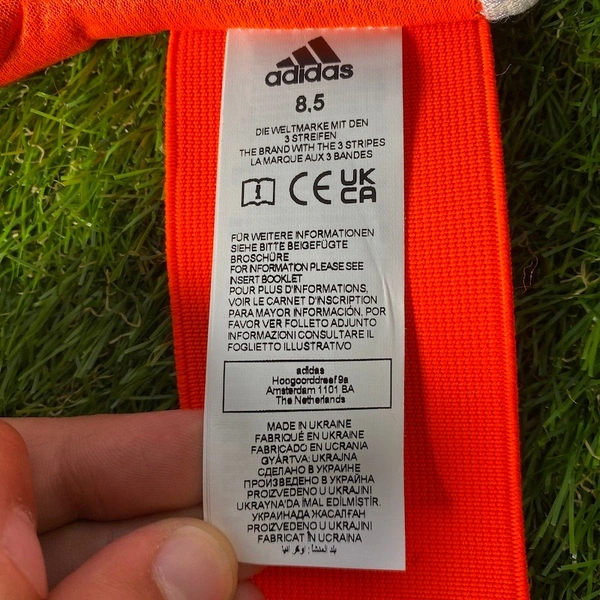 adidas
8,5
DIE WELTMARKE MIT DEN
3 STREIFEN
THE BRAND WITH THE 3 STRIPES
LA MARQUE AUX 3 BANDES
i CE UK
CA
FÜR WEITERE INFORMATIONEN
SIEHE BITTE BEIGEFÜGTE
BROSCHÜRE
FOR INFORMATION PLEASE SEE
INSERT BOOKLET
POUR PLUS D'INFORMATIONS,
VOIR LE CARNET D'INSCRIPTION
PARA MAYOR INFORMACIÓN, POR
FAVOR VER FOLLETO ADJUNTO
INFORMAZIONI CONSULTARE IL
FOGLIETTO ILLUSTRATIVO
adidas
Hoogoorddreef 9a
Amsterdam 1101 BA
The Netherlands
MADE IN UKRAINE
FABRIQUÉ EN UKRAINE
FABRICADO EN UCRANIA
GYÁRTVA: UKRAJNA
СДЕЛАНО В УКРАИНЕ
ПРОИЗВЕДЕНО В УКРАЙНА
PROIZVEDENO U UKRAJINI
UKRAYNA'DA MAL EDİLMİŞTİR.
УКРАИНАДА ЖАСАЛҒАН
PROIZVEDENO U UKRAJINI
FABRICAT IN UCRAINA
بلد المنشأ: اوكرانيا